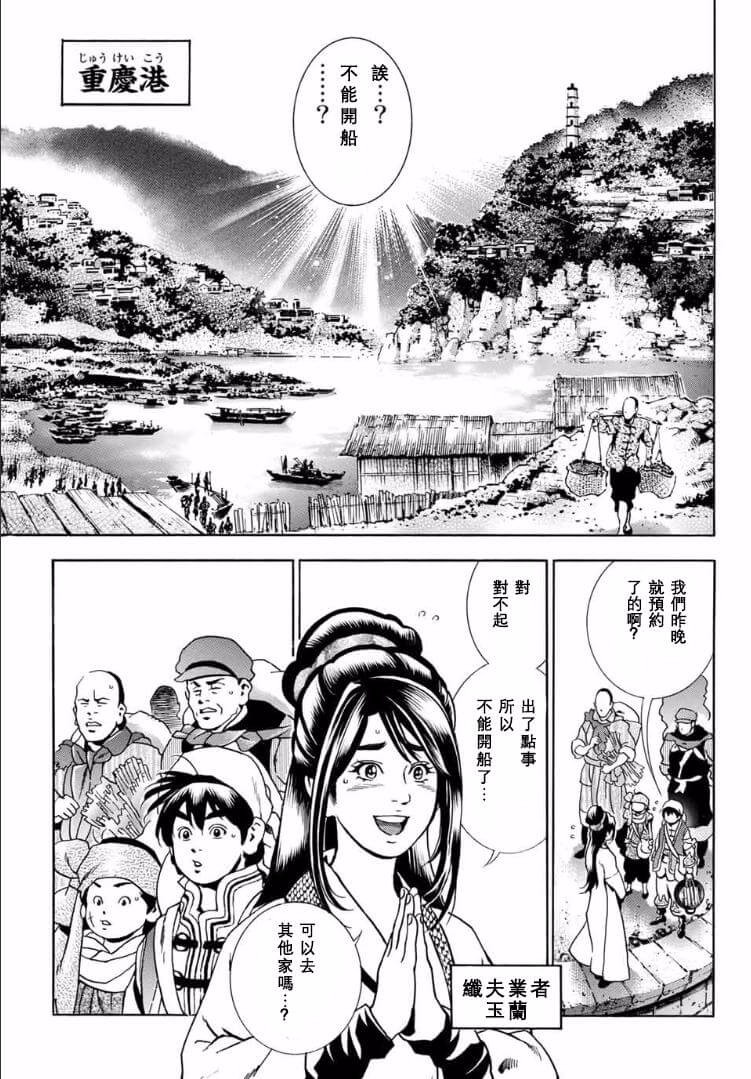 じゅうけいこう
重慶港
誒…?
不能開船
……?
我們昨晚
就預約
了的啊?
對
對不起
出了點事
所以
不能開船了…
可以去
其他家嗎…?
纖夫業者
玉蘭